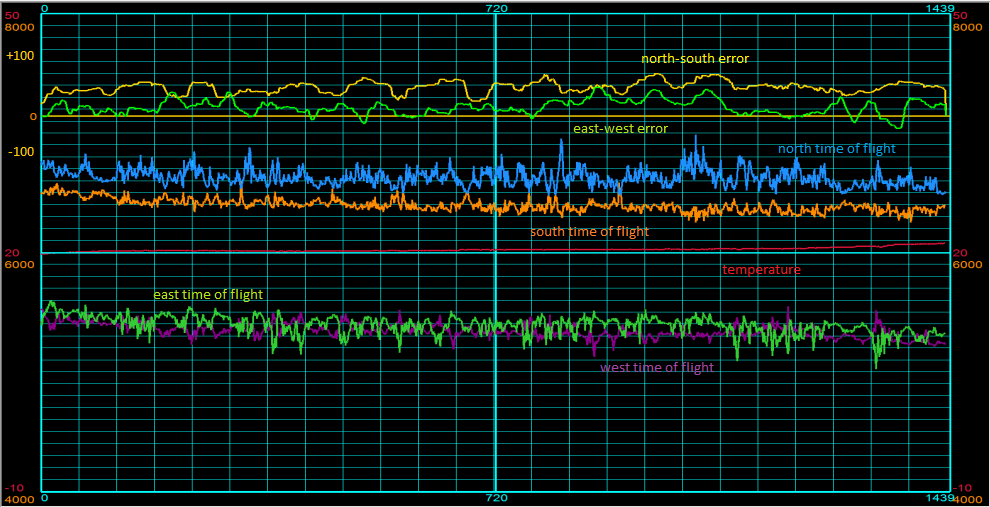 0 720 1439
50 50
8000 8000
+100
north-south error
0
east-west error
-100
north time of flight
south time of flight
20 20
6000 6000
temperature
east time of flight
west time of flight
-10 -10
4000 0 720 1439 4000